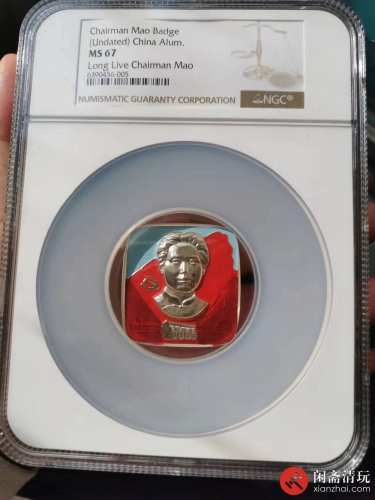 Chairman Mao Badge
(Undated) China Alum.
MS 67
Long Live Chairman Mao
6390456-005
NUMISMATIC GUARANTY CORPORATION
NGC®
闲斋清玩
xianzhai.com